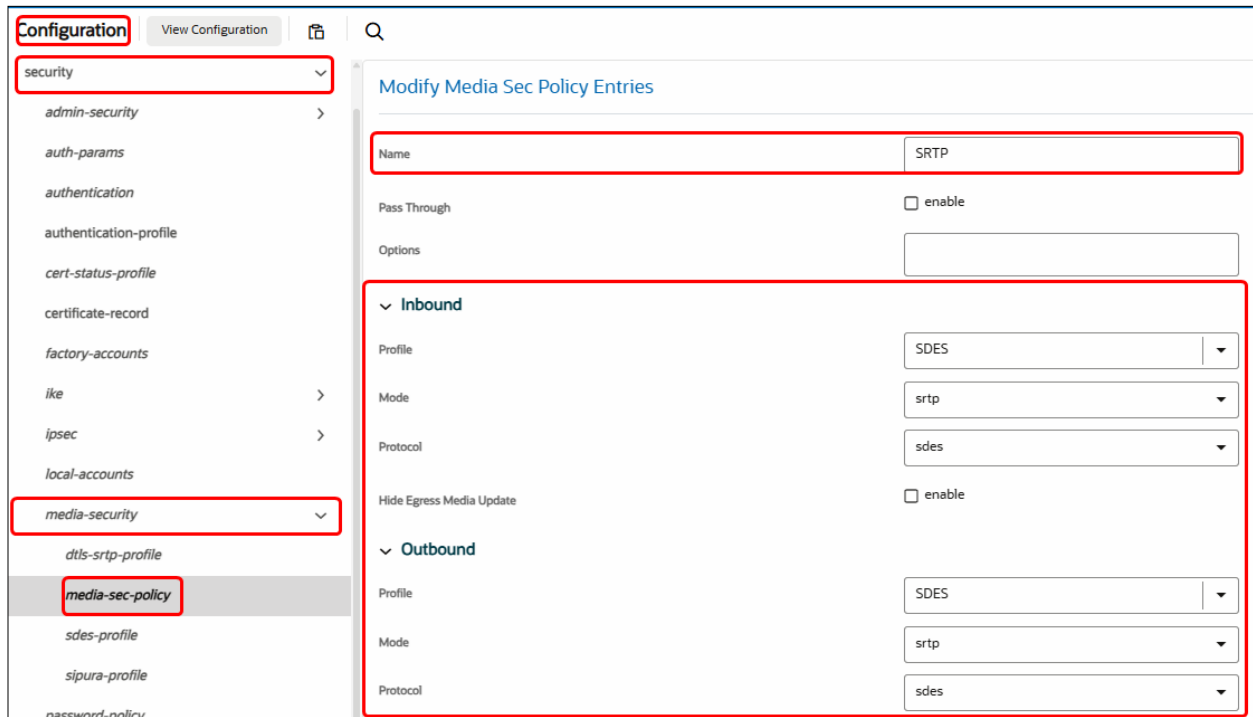 Configuration View Configuration
security
admin-security
auth-params
authentication
authentication-profile
cert-status-profile
certificate-record
factory-accounts
ike
ipsec
local-accounts
media-security
dtls-srtp-profile
media-sec-policy
sdes-profile
sipura-profile
password-policy
Modify Media Sec Policy Entries
Name SRTP
Pass Through enable
Options
Inbound
Profile SDES
Mode srtp
Protocol sdes
Hide Egress Media Update enable
Outbound
Profile SDES
Mode srtp
Protocol sdes